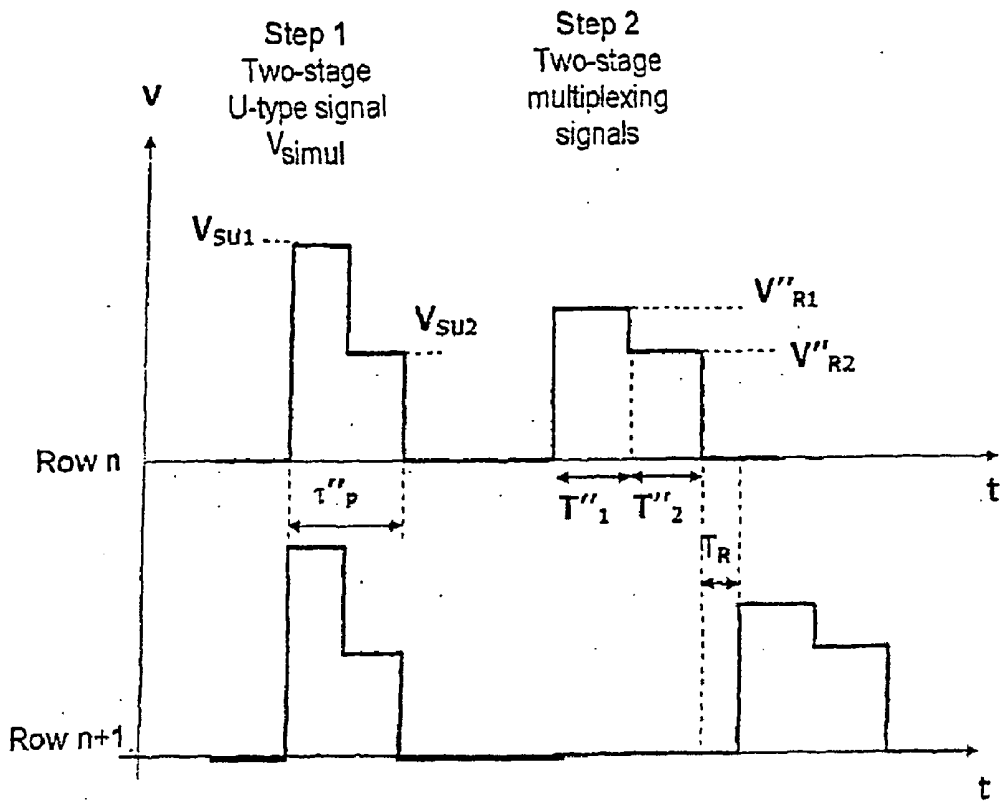 Step 1
Two-stage
U-type signal
Vsimul
Step 2
Two-stage
multiplexing
signals
V
VSU1
VSU2
V"R1
V"R2
Row n
t
τ"p
T"1
T"2
TR
Row n+1
t